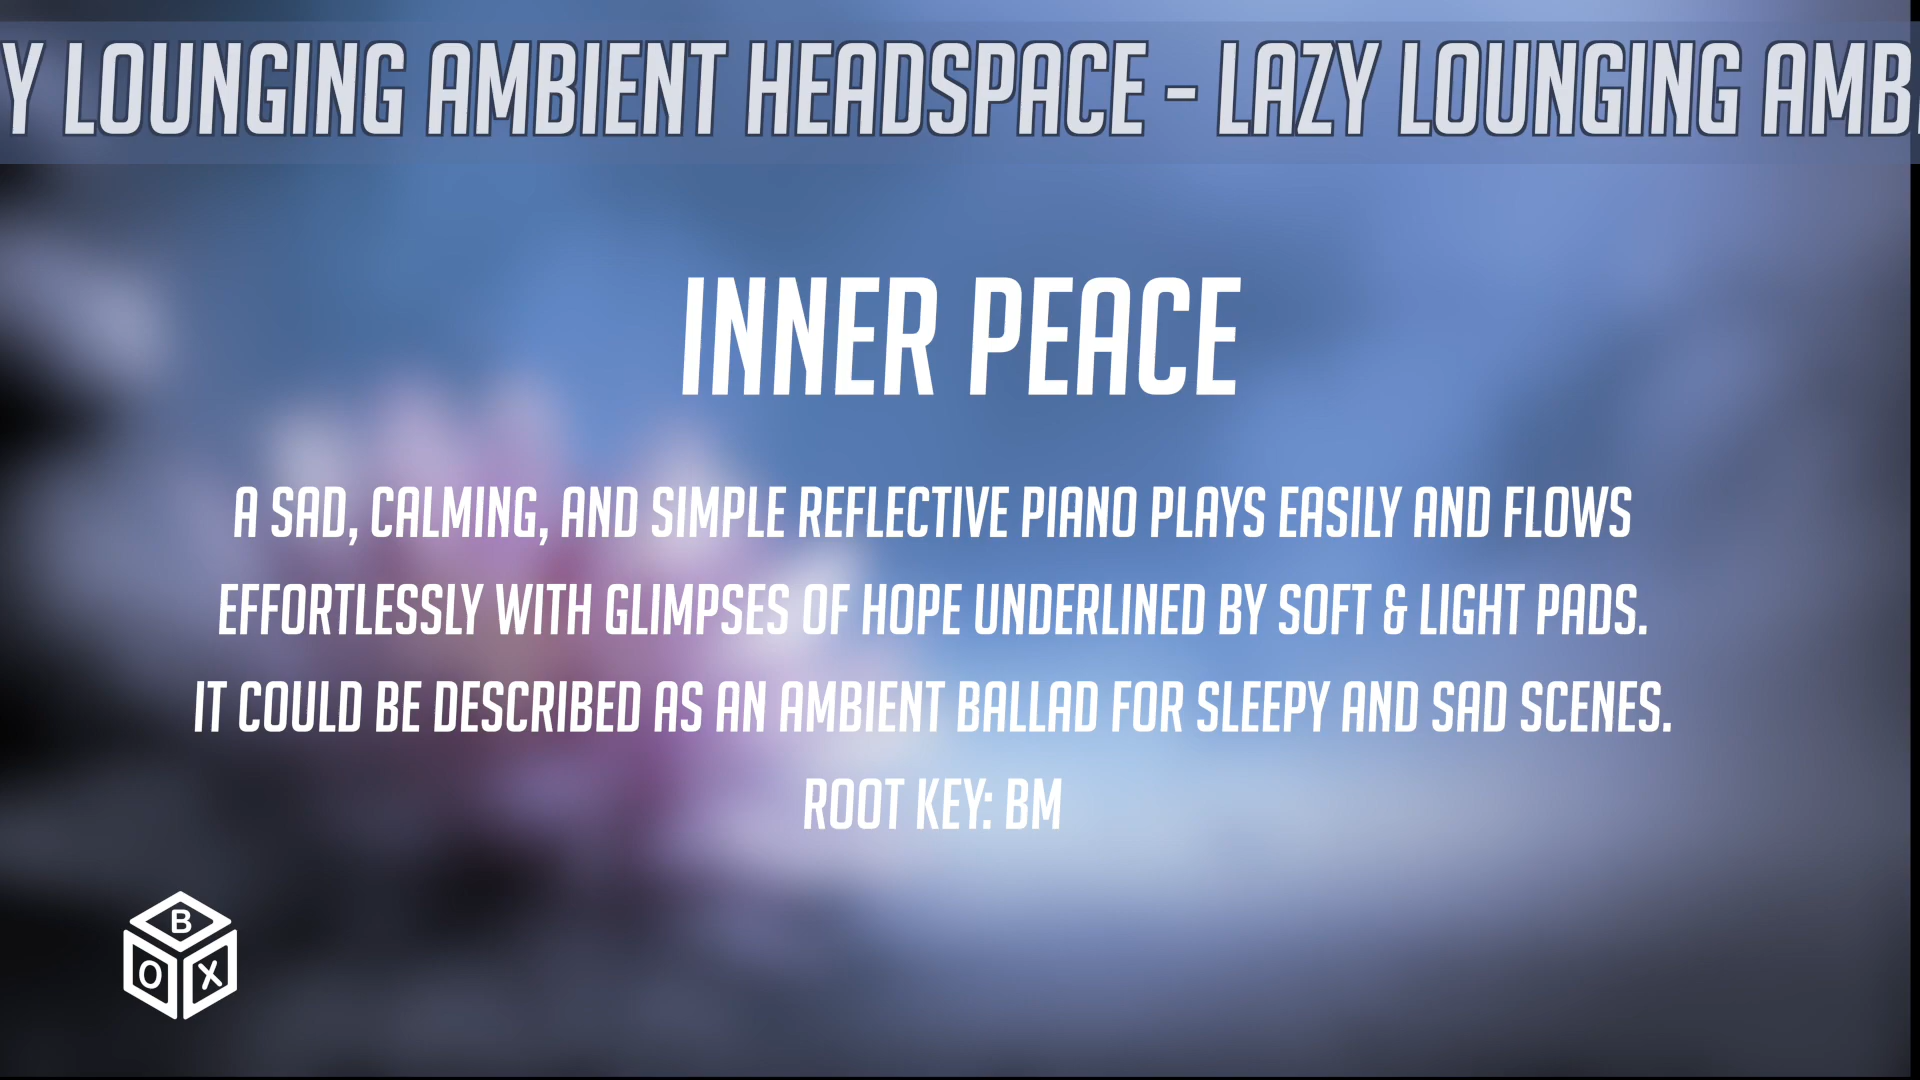 Y LOUNGING AMBIENT HEADSPACE - LAZY LOUNGING AMB
INNER PEACE
A SAD, CALMING, AND SIMPLE REFLECTIVE PIANO PLAYS EASILY AND FLOWS
EFFORTLESSLY WITH GLIMPSES OF HOPE UNDERLINED BY SOFT & LIGHT PADS.
IT COULD BE DESCRIBED AS AN AMBIENT BALLAD FOR SLEEPY AND SAD SCENES.
ROOT KEY: BM
BOX